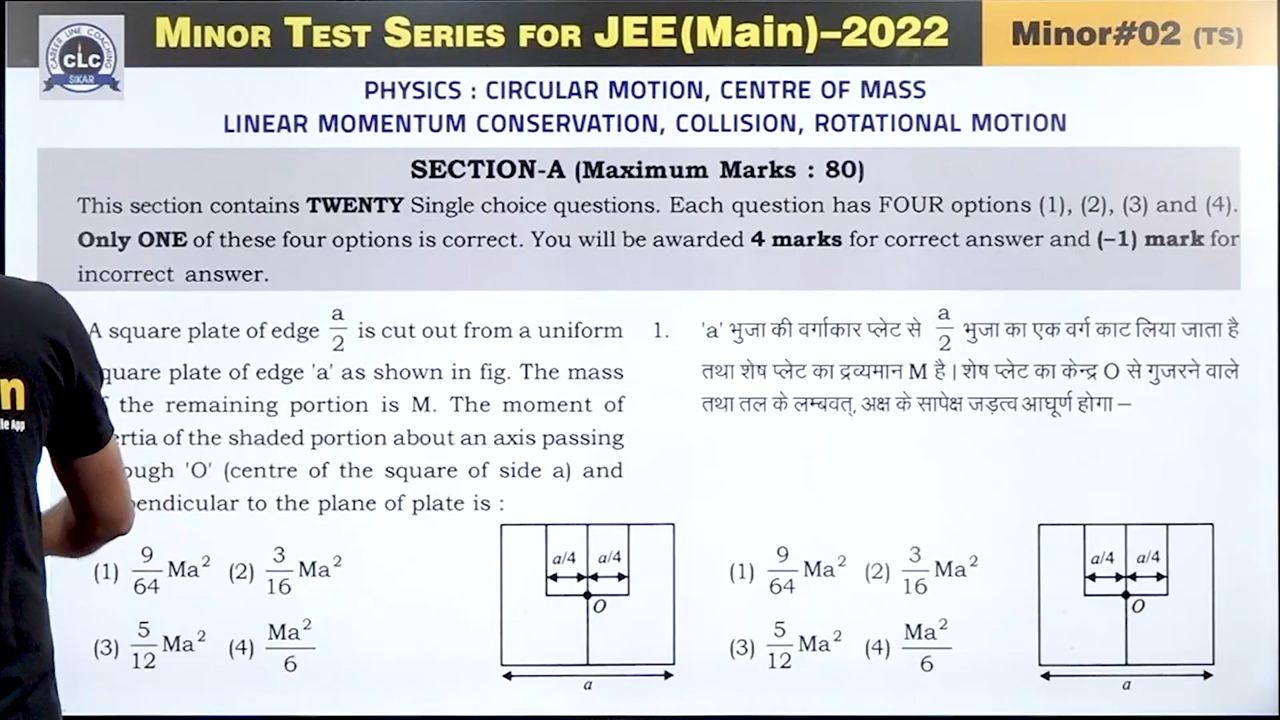 MINOR TEST SERIES FOR JEE(Main)–2022
Minor#02 (TS)
CAREER LINE COACHING
CLC
SIKAR
PHYSICS : CIRCULAR MOTION, CENTRE OF MASS
LINEAR MOMENTUM CONSERVATION, COLLISION, ROTATIONAL MOTION
SECTION-A (Maximum Marks : 80)
This section contains TWENTY Single choice questions. Each question has FOUR options (1), (2), (3) and (4).
Only ONE of these four options is correct. You will be awarded 4 marks for correct answer and (–1) mark for
incorrect answer.
A square plate of edge a/2 is cut out from a uniform
quare plate of edge 'a' as shown in fig. The mass
the remaining portion is M. The moment of
ertia of the shaded portion about an axis passing
ough 'O' (centre of the square of side a) and
endicular to the plane of plate is :
(1) 9/64 Ma² (2) 3/16 Ma²
(3) 5/12 Ma² (4) Ma²/6
a/4 a/4
O
a
1. 'a' भुजा की वर्गाकार प्लेट से a/2 भुजा का एक वर्ग काट लिया जाता है
तथा शेष प्लेट का द्रव्यमान M है। शेष प्लेट का केन्द्र O से गुजरने वाले
तथा तल के लम्बवत्, अक्ष के सापेक्ष जड़त्व आघूर्ण होगा –
(1) 9/64 Ma² (2) 3/16 Ma²
(3) 5/12 Ma² (4) Ma²/6
a/4 a/4
O
a
n
le App